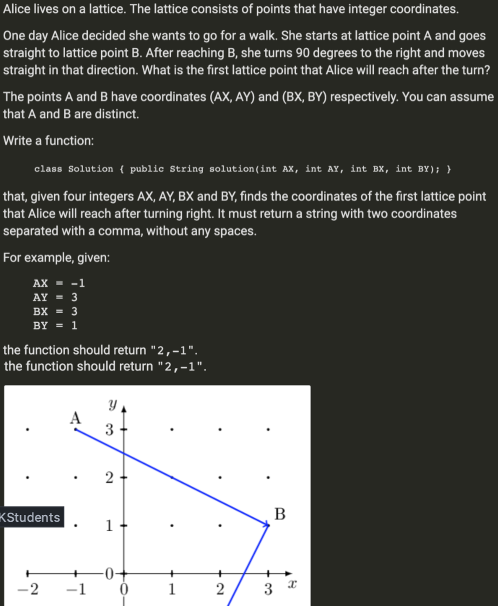 Alice lives on a lattice. The lattice consists of points that have integer coordinates.
One day Alice decided she wants to go for a walk. She starts at lattice point A and goes
straight to lattice point B. After reaching B, she turns 90 degrees to the right and moves
straight in that direction. What is the first lattice point that Alice will reach after the turn?
The points A and B have coordinates (AX, AY) and (BX, BY) respectively. You can assume
that A and B are distinct.
Write a function:
class Solution { public String solution(int AX, int AY, int BX, int BY); }
that, given four integers AX, AY, BX and BY, finds the coordinates of the first lattice point
that Alice will reach after turning right. It must return a string with two coordinates
separated with a comma, without any spaces.
For example, given:
AX = -1
AY = 3
BX = 3
BY = 1
the function should return "2,-1".
the function should return "2,-1".
y
A
3
2
KStudents
B
1
0
−2 −1 0 1 2 3 x